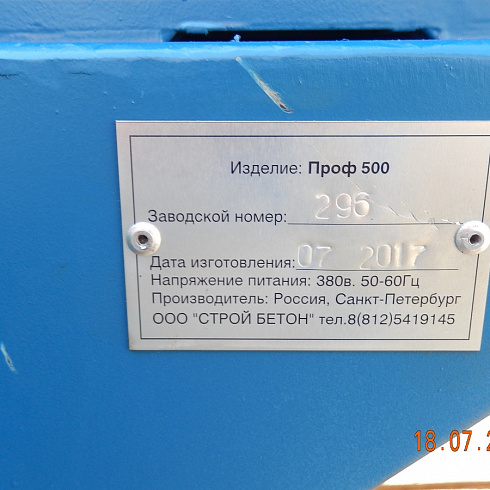 Изделие: Проф 500
Заводской номер: 296
Дата изготовления: 07 2017
Напряжение питания: 380в. 50-60Гц
Производитель: Россия, Санкт-Петербург
ООО "СТРОЙ БЕТОН" тел.8(812)5419145
18.07.2